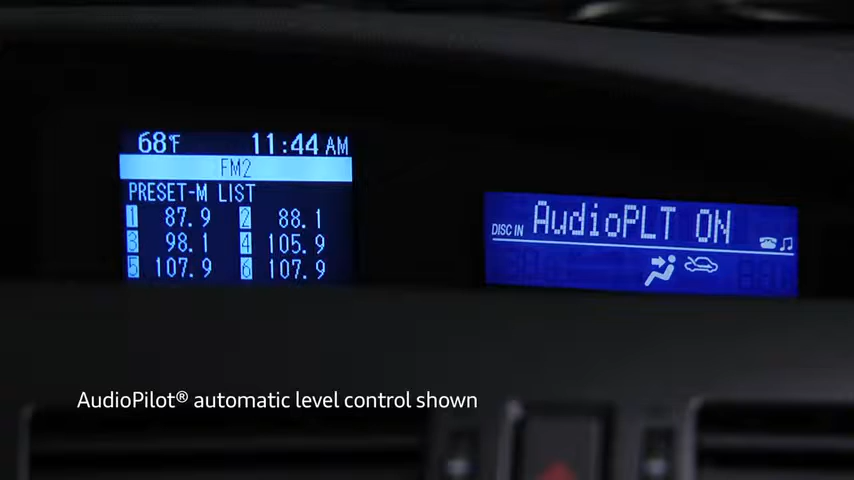 68°F 11:44 AM
FM2
PRESET-M LIST
1 87.9 2 88.1
3 98.1 4 105.9
5 107.9 6 107.9
DISC IN AudioPLT ON
AudioPilot® automatic level control shown